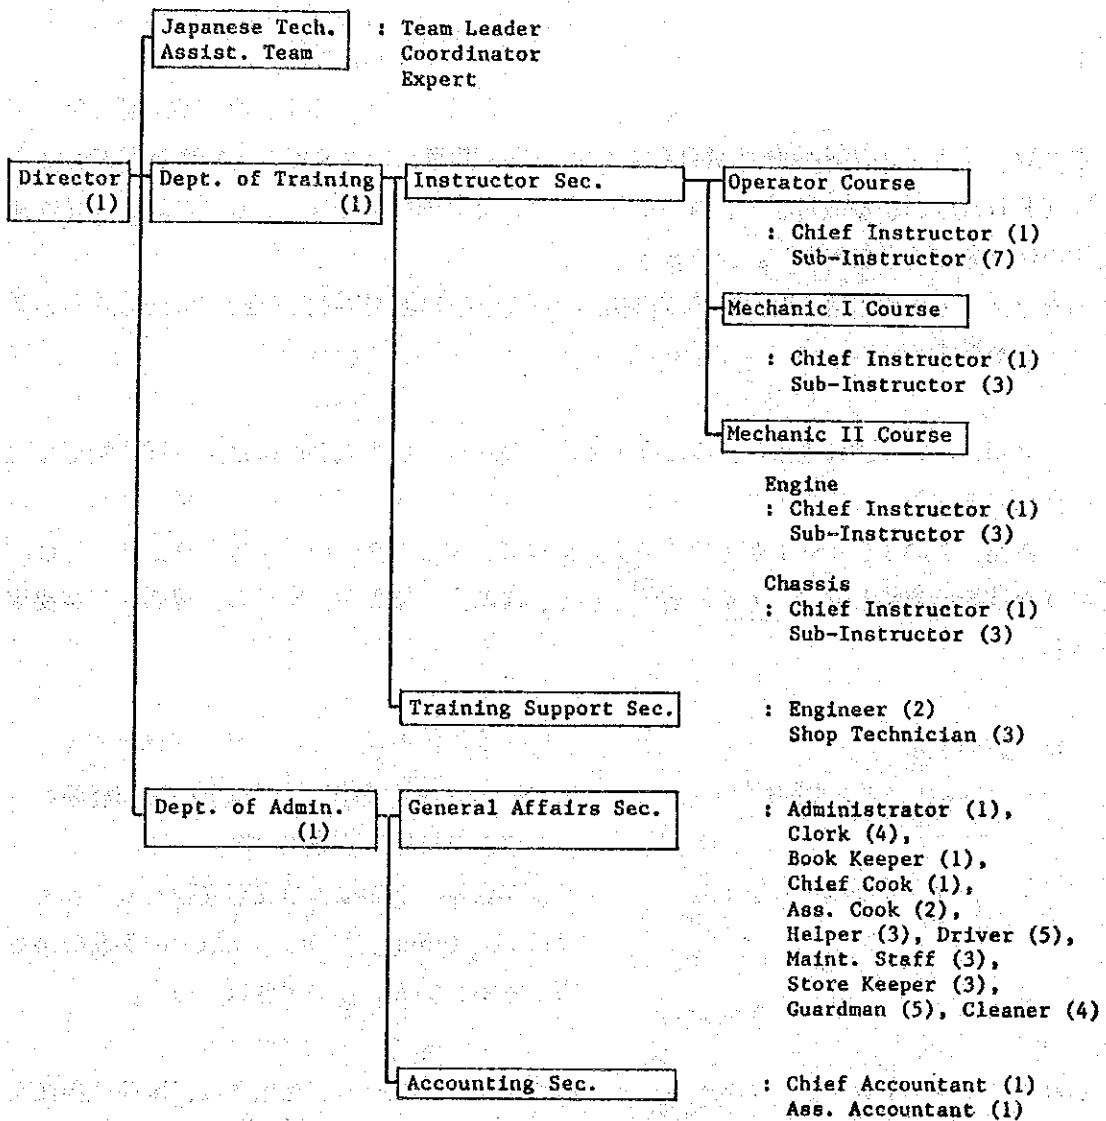 Japanese Tech.
Assist. Team
: Team Leader
Coordinator
Expert
Director
(1)
Dept. of Training
(1)
Instructor Sec.
Operator Course
: Chief Instructor (1)
Sub-Instructor (7)
Mechanic I Course
: Chief Instructor (1)
Sub-Instructor (3)
Mechanic II Course
Engine
: Chief Instructor (1)
Sub-Instructor (3)
Chassis
: Chief Instructor (1)
Sub-Instructor (3)
Training Support Sec.
: Engineer (2)
Shop Technician (3)
Dept. of Admin.
(1)
General Affairs Sec.
: Administrator (1),
Clork (4),
Book Keeper (1),
Chief Cook (1),
Ass. Cook (2),
Helper (3), Driver (5),
Maint. Staff (3),
Store Keeper (3),
Guardman (5), Cleaner (4)
Accounting Sec.
: Chief Accountant (1)
Ass. Accountant (1)